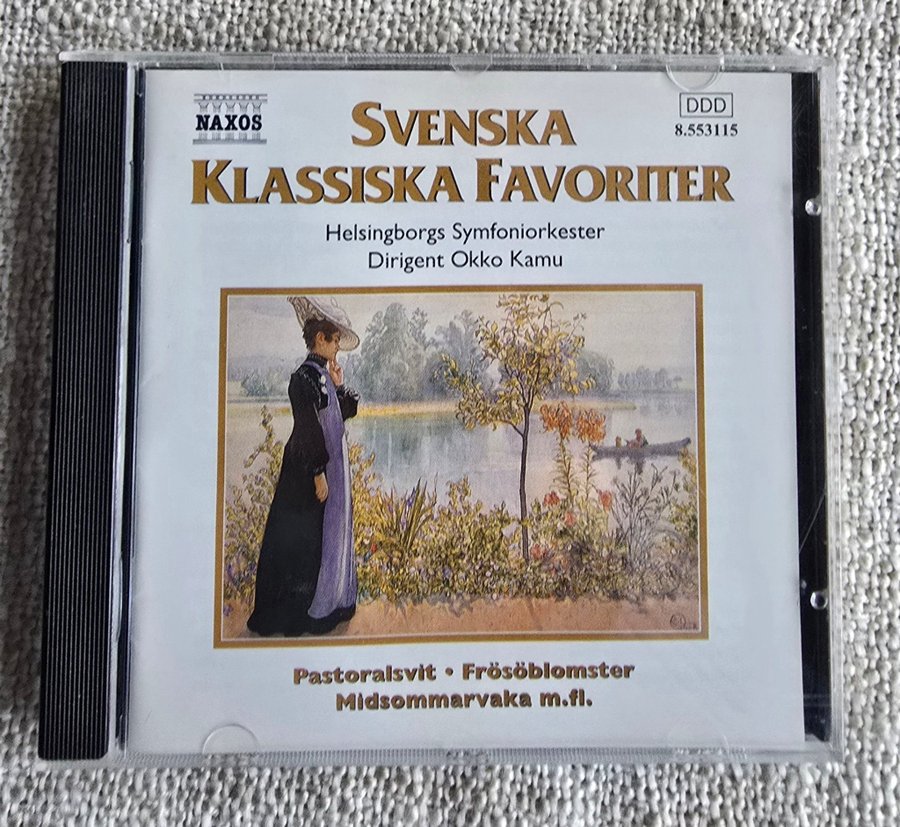 NAXOS
DDD
8.553115
SVENSKA
KLASSISKA FAVORITER
Helsingborgs Symfoniorkester
Dirigent Okko Kamu
Pastoralsvit • Frösöblomster
Midsommarvaka m.fl.